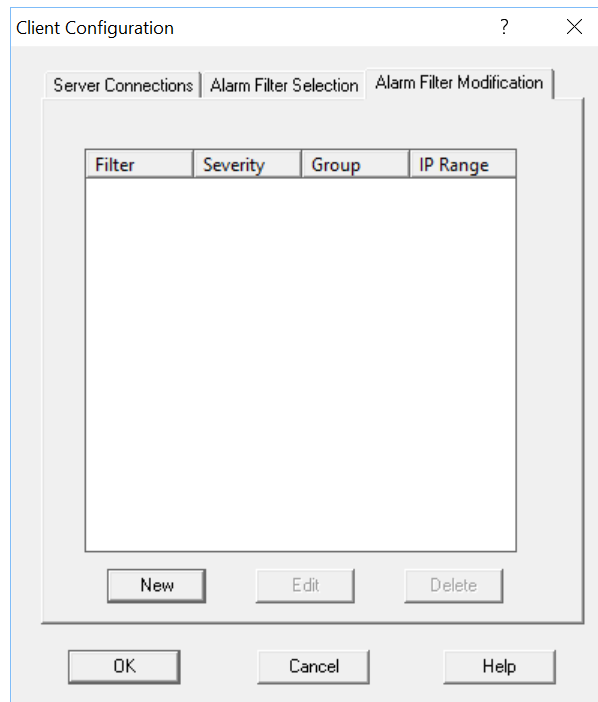 Client Configuration ?
Server Connections Alarm Filter Selection Alarm Filter Modification
Filter Severity Group IP Range
New Edit Delete
OK Cancel Help